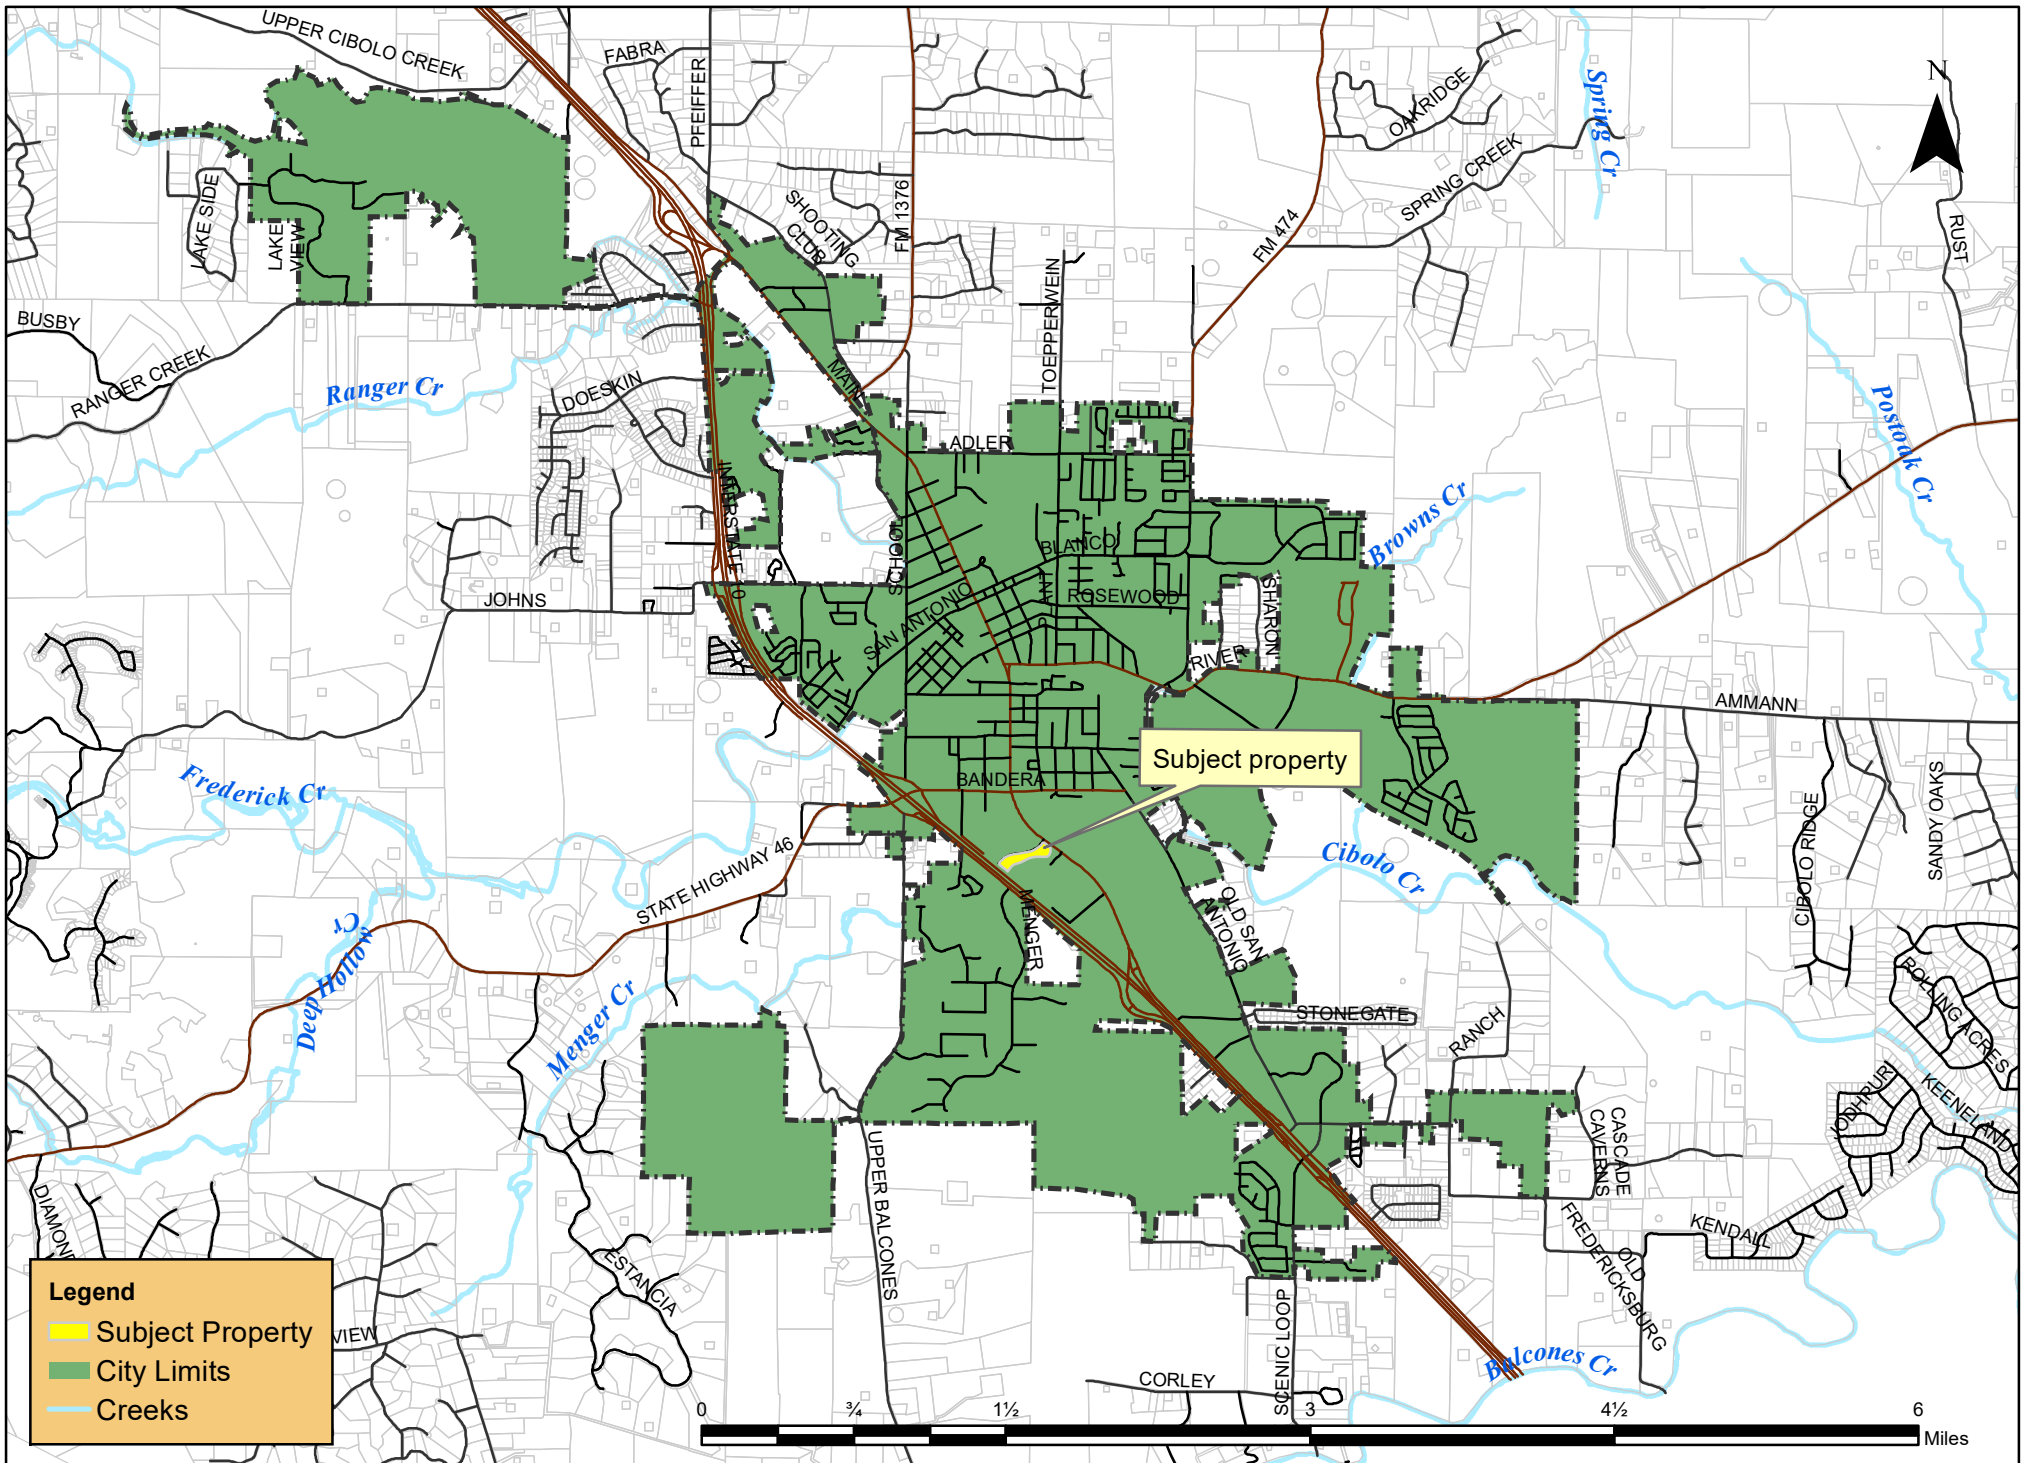 UPPER CIBOLO CREEK
FABRA
PFEIFFER
OAKRIDGE
Spring Cr
N
SPRING CREEK
SHOOTING
CLUB
FM 1376
LAKE SIDE
LAKE
VIEW
FM 474
RUST
TOEPPERWEIN
BUSBY
RANGER CREEK
Ranger Cr
DOESKIN
MAIN
ADLER
Postoak Cr
INTERSTATE 10
SCHOOL
BLANCO
Browns Cr
JOHNS
SAN ANTONIO
PLANT
ROSEWOOD
SHARON
RIVER
AMMANN
Subject property
BANDERA
Frederick Cr
STATE HIGHWAY 46
Cibolo Cr
CIBOLO RIDGE
SANDY OAKS
MENGER
OLD SAN
ANTONIO
Deep Hollow
Cr
Menger Cr
STONEGATE
RANCH
ROLLING ACRES
JODHPUR
KEENELAND
CASCADE
CAVERNS
UPPER BALCONES
DIAMOND
ESTANCIA
VIEW
KENDALL
OLD
FREDERICKSBURG
SCENIC LOOP
CORLEY
Balcones Cr
Legend
Subject Property
City Limits
Creeks
0 ¾ 1½ 3 4½ 6
Miles